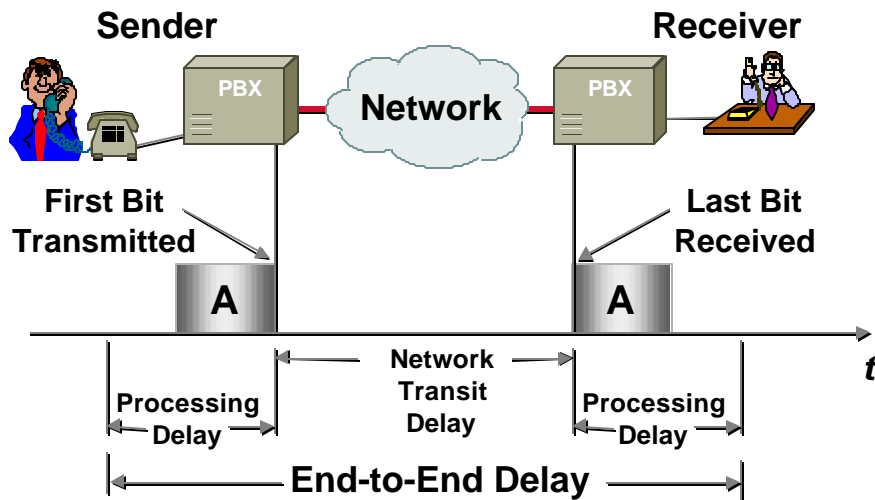 Sender
Receiver
PBX
Network
PBX
First Bit
Transmitted
Last Bit
Received
A
A
t
Processing
Delay
Network
Transit
Delay
Processing
Delay
End-to-End Delay